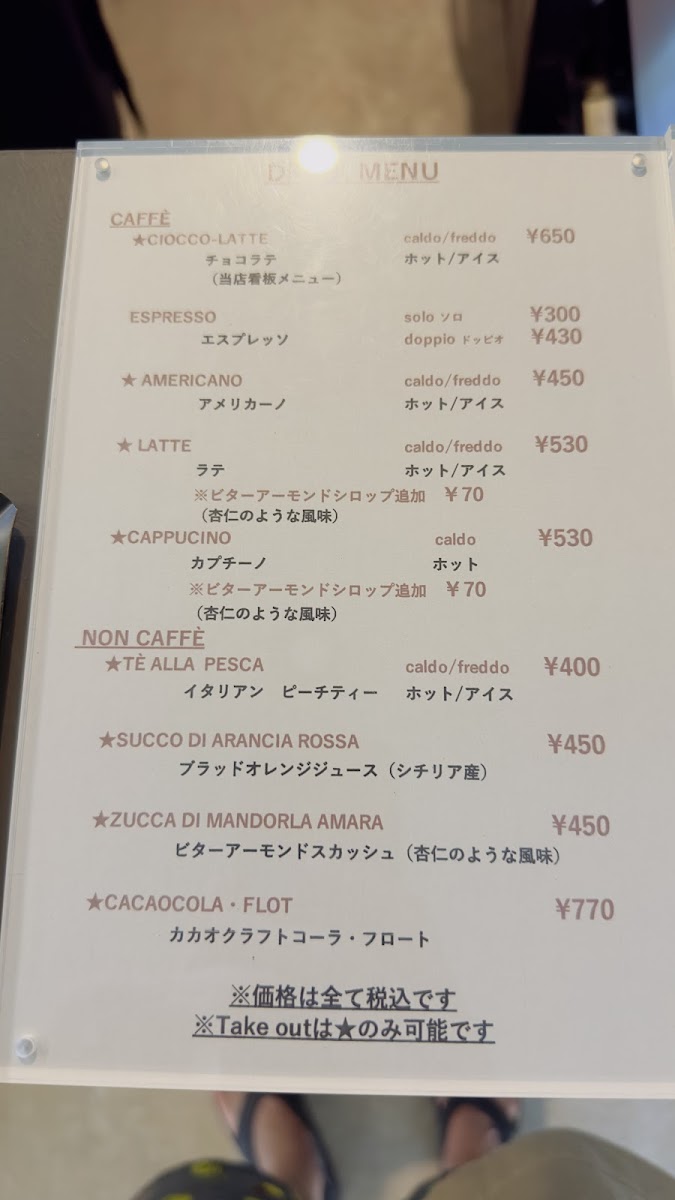 MENU
CAFFÈ
★CIOCCO-LATTE caldo/freddo ¥650
チョコラテ ホット/アイス
（当店看板メニュー）
ESPRESSO solo ソロ ¥300
エスプレッソ doppio ドッピオ ¥430
★ AMERICANO caldo/freddo ¥450
アメリカーノ ホット/アイス
★ LATTE caldo/freddo ¥530
ラテ ホット/アイス
※ビターアーモンドシロップ追加 ¥70
（杏仁のような風味）
★CAPPUCINO caldo ¥530
カプチーノ ホット
※ビターアーモンドシロップ追加 ¥70
（杏仁のような風味）
NON CAFFÈ
★TÈ ALLA PESCA caldo/freddo ¥400
イタリアン ピーチティー ホット/アイス
★SUCCO DI ARANCIA ROSSA ¥450
ブラッドオレンジジュース（シチリア産）
★ZUCCA DI MANDORLA AMARA ¥450
ビターアーモンドスカッシュ（杏仁のような風味）
★CACAOCOLA・FLOT ¥770
カカオクラフトコーラ・フロート
※価格は全て税込です
※Take outは★のみ可能です